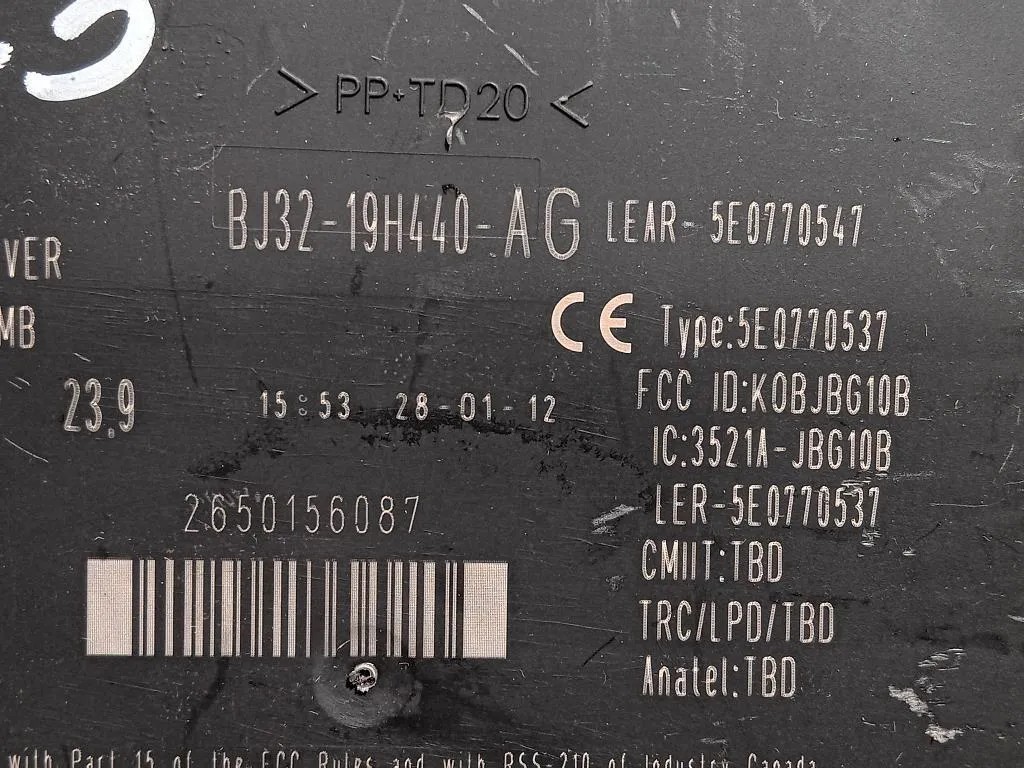 > PP+TD20 <
BJ32-19H440-AG LEAR-5E0770547
VER
MB
CE Type:5E0770537
23.9
15:53 28-01-12
FCC ID:KOBJBG10B
IC:3521A-JBG10B
2650156087
LER-5E0770537
CMIIT:TBD
TRC/LPD/TBD
Anatel:TBD
with Part 15 of the FCC Rules and with RSS-210 of Industry Canada